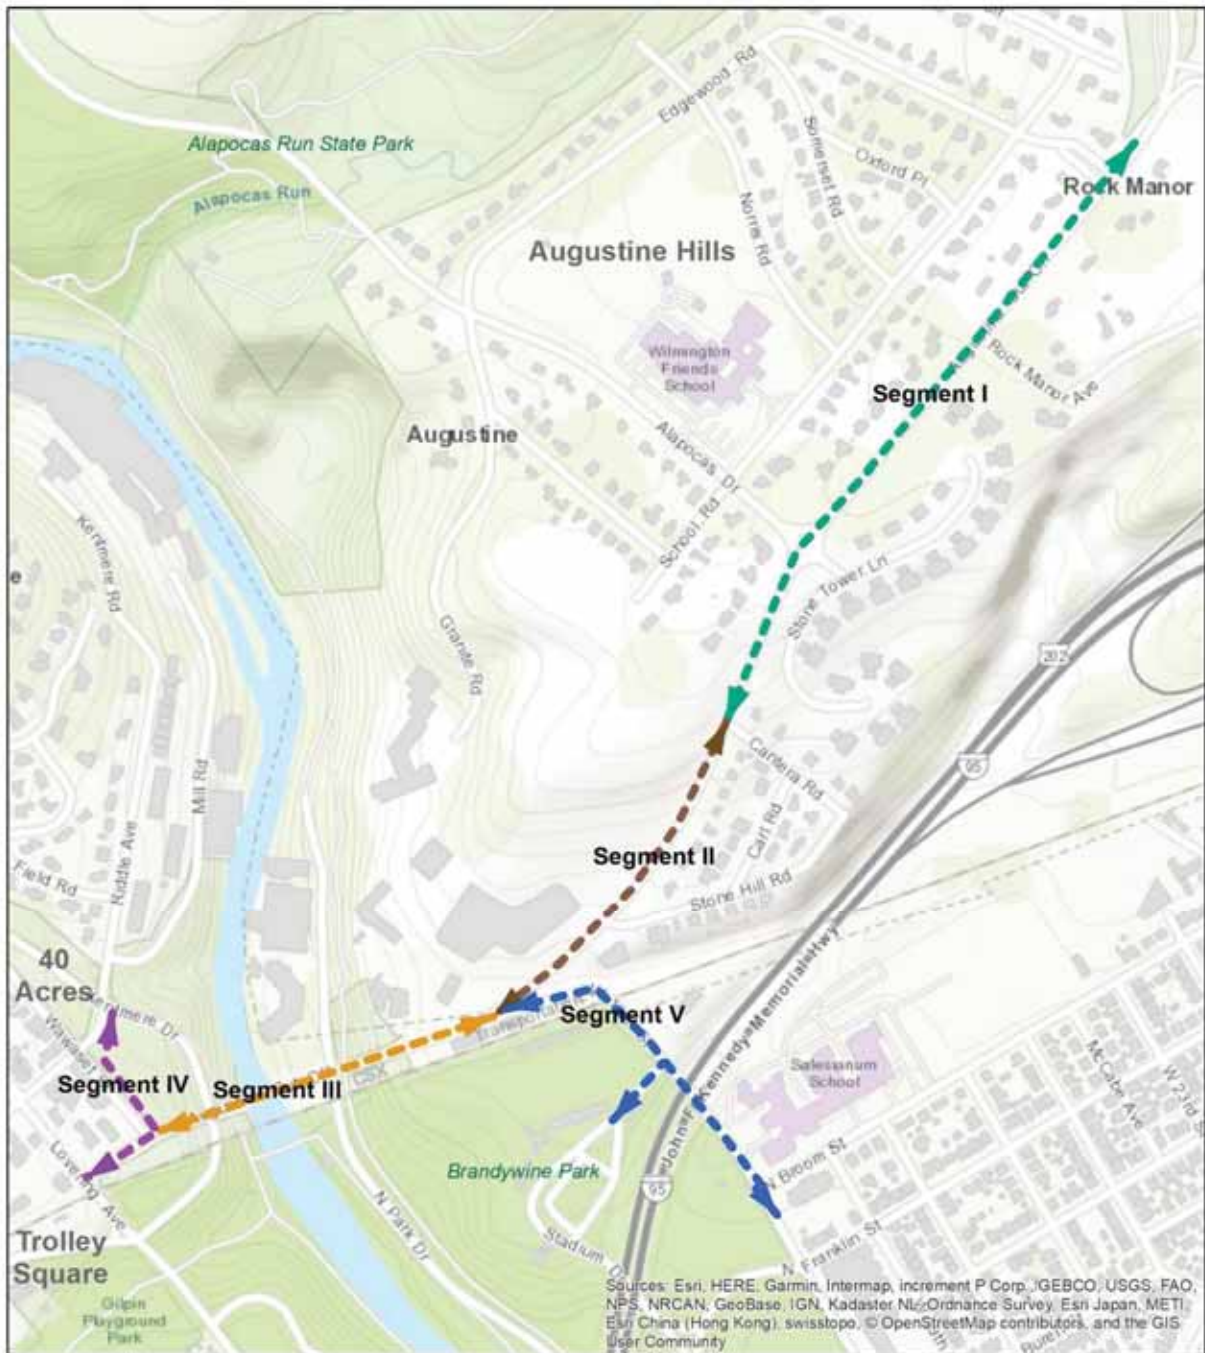 Alapocas Run State Park
Alapocas Run
Edgewood Rd
Somerset Rd
Oxford Pl
Norris Rd
Rock Manor
Augustine Hills
Wilmington
Friends
School
Rock Manor Ave
Segment I
Augustine
Alapocas Dr
School Rd
Kentmere Rd
e
Stone Tower Ln
Granite Rd
202
95
Cantera Rd
Mill Rd
Carl Rd
Riddle Ave
Segment II
Field Rd
Stone Hill Rd
John F Kennedy Memorial Hwy
40
Acres
Kentmere Dr
Segment V
CSX
Salesianum
School
McCabe Ave
W 23rd S
Segment IV
Segment III
Lovering Ave
N Broom St
Brandywine Park
95
N Park Dr
N Franklin St
Stadium D
Trolley
Square
Gilpin
Playground
Park
Sources: Esri, HERE, Garmin, Intermap, increment P Corp., GEBCO, USGS, FAO,
NPS, NRCAN, GeoBase, IGN, Kadaster NL, Ordnance Survey, Esri Japan, METI,
Esri China (Hong Kong), swisstopo, © OpenStreetMap contributors, and the GIS
User Community